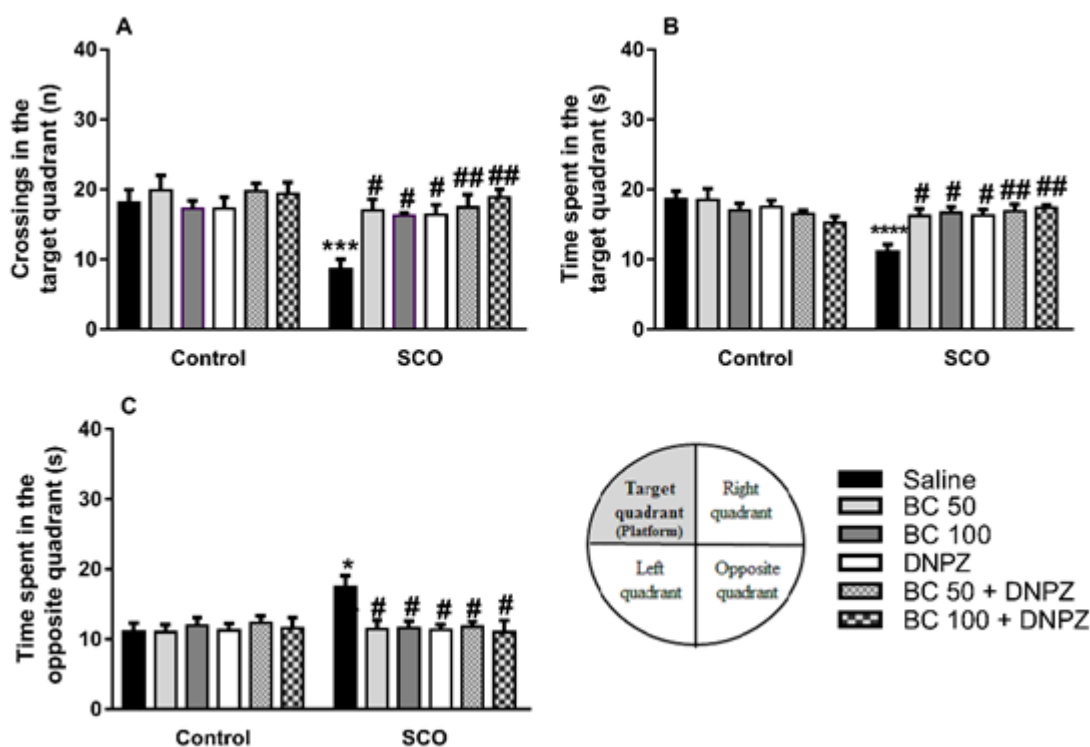 A
Crossings in the
target quadrant (n)
40
30
20
10
0
***
#
#
#
##
##
Control
SCO
B
Time spent in the
target quadrant (s)
40
30
20
10
0
****
#
#
#
##
##
Control
SCO
C
Time spent in the
opposite quadrant (s)
40
30
20
10
0
*
#
#
#
#
#
Control
SCO
Target
quadrant
(Platform)
Right
quadrant
Left
quadrant
Opposite
quadrant
Saline
BC 50
BC 100
DNPZ
BC 50 + DNPZ
BC 100 + DNPZ